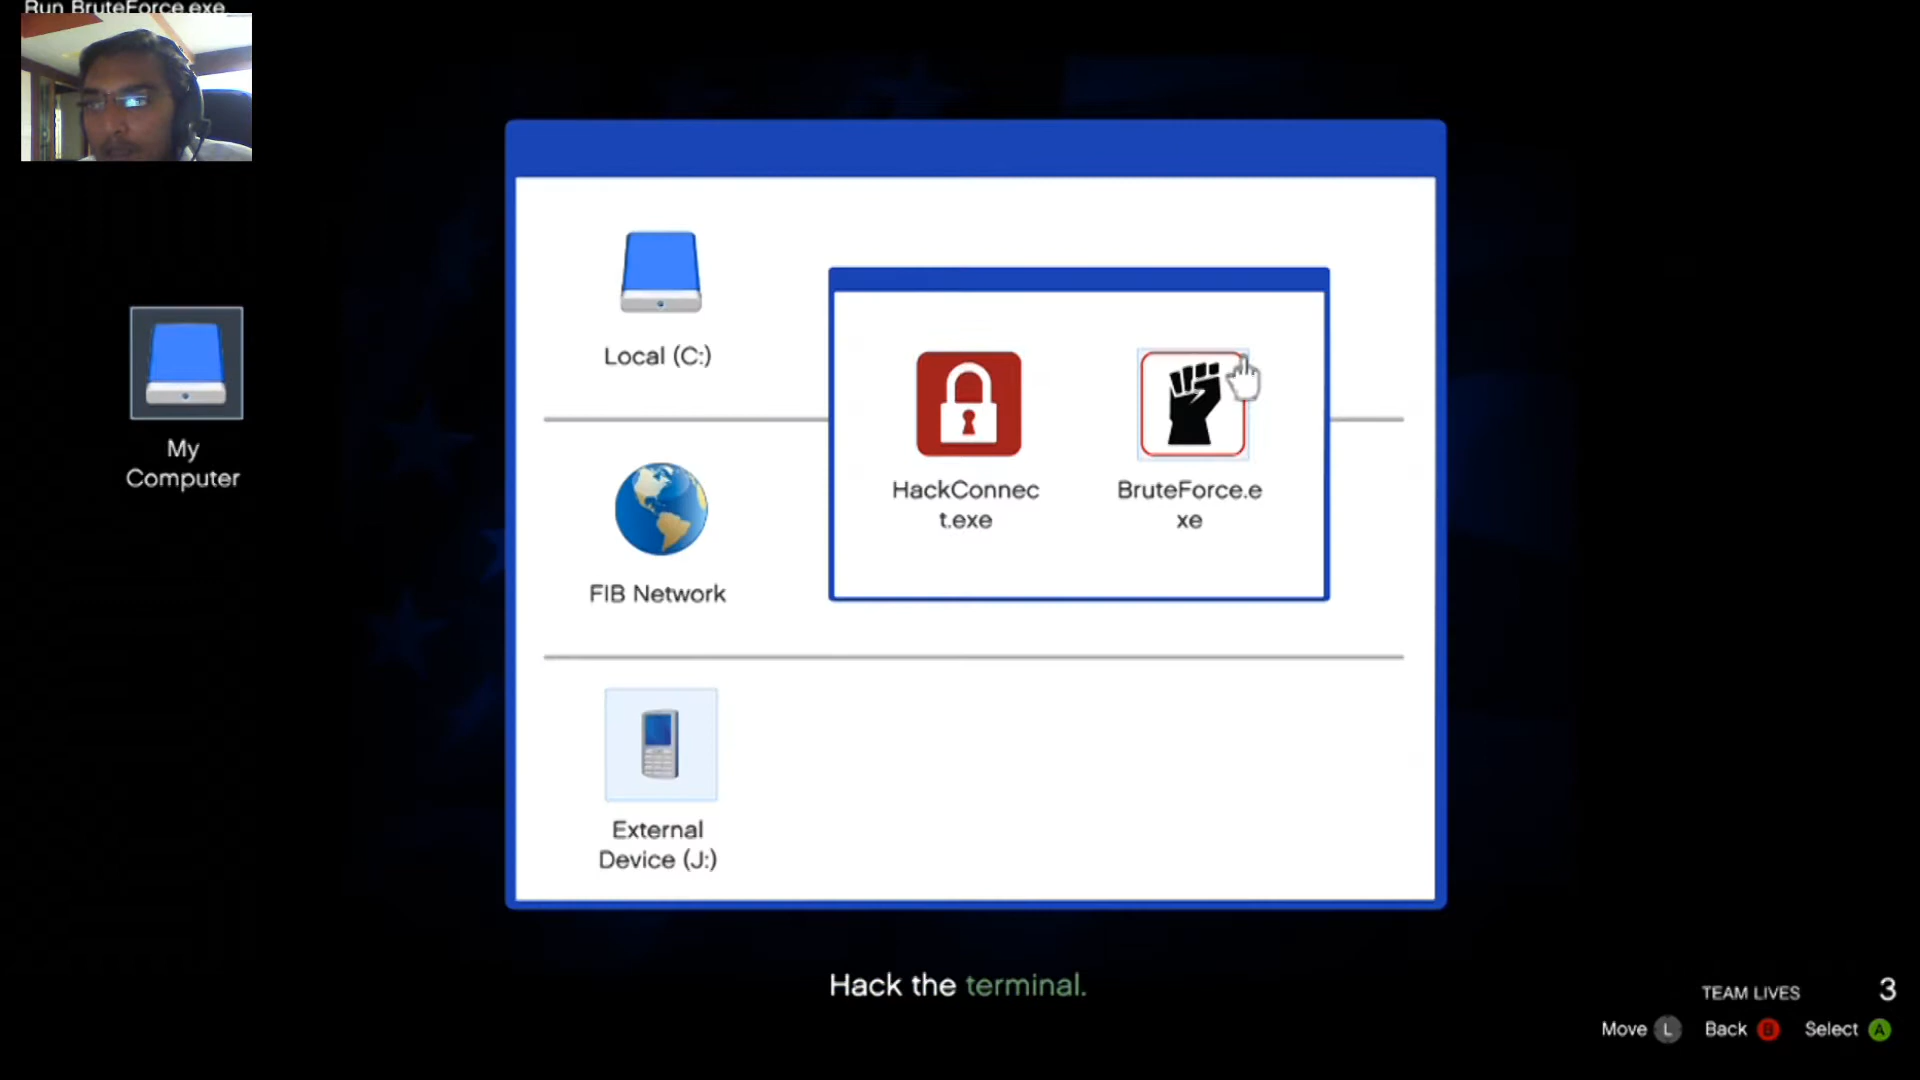 Run BruteForce.exe
My
Computer
Local (C:)
HackConnec
t.exe
BruteForce.e
xe
FIB Network
External
Device (J:)
Hack the terminal.
TEAM LIVES 3
Move L Back B Select A